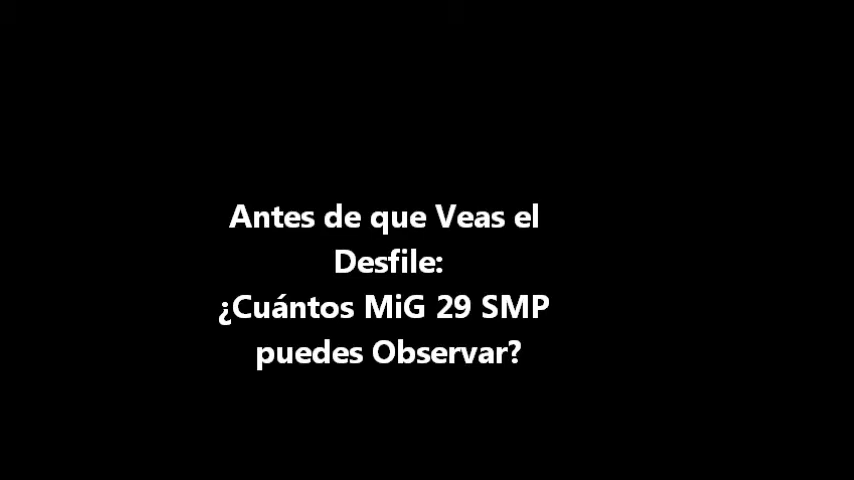 Antes de que Veas el
Desfile:
¿Cuántos MiG 29 SMP
puedes Observar?